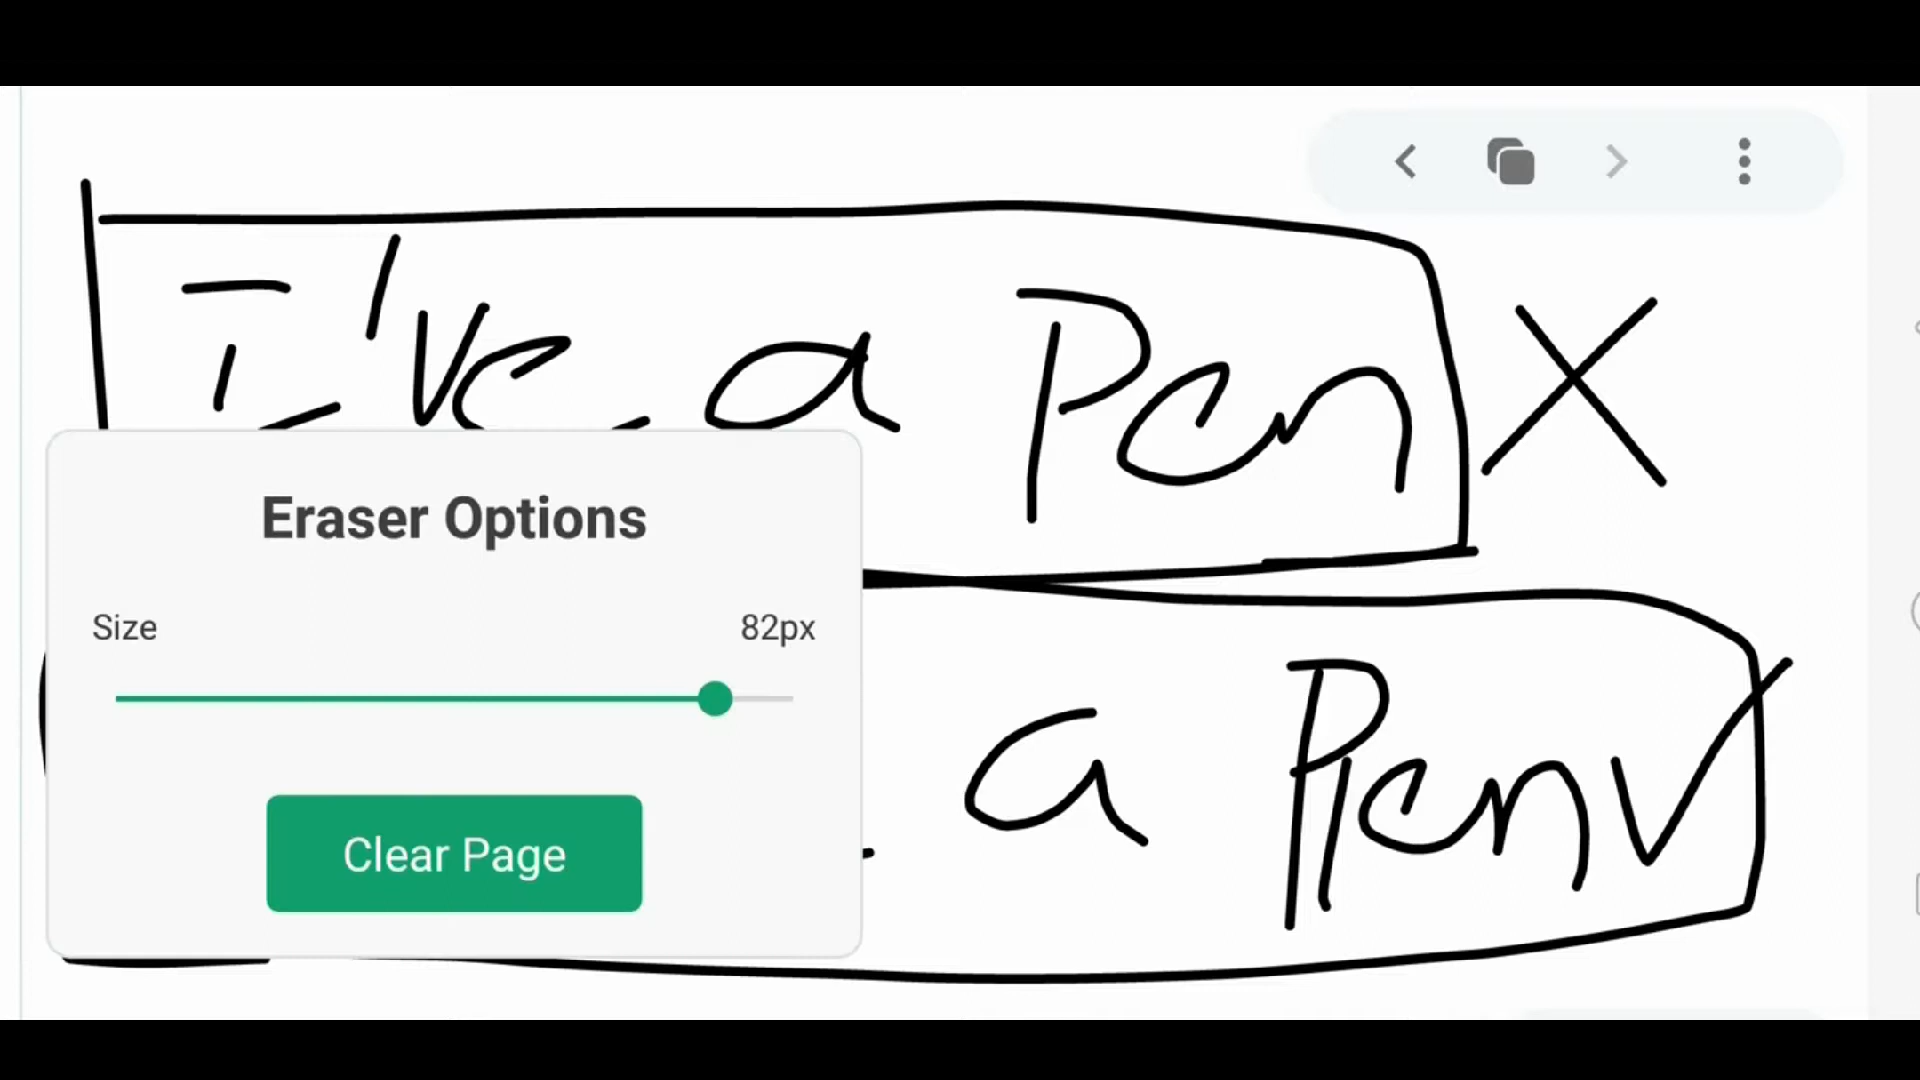 I've a Pen X
Eraser Options
Size 82px
a Pen ✓
Clear Page